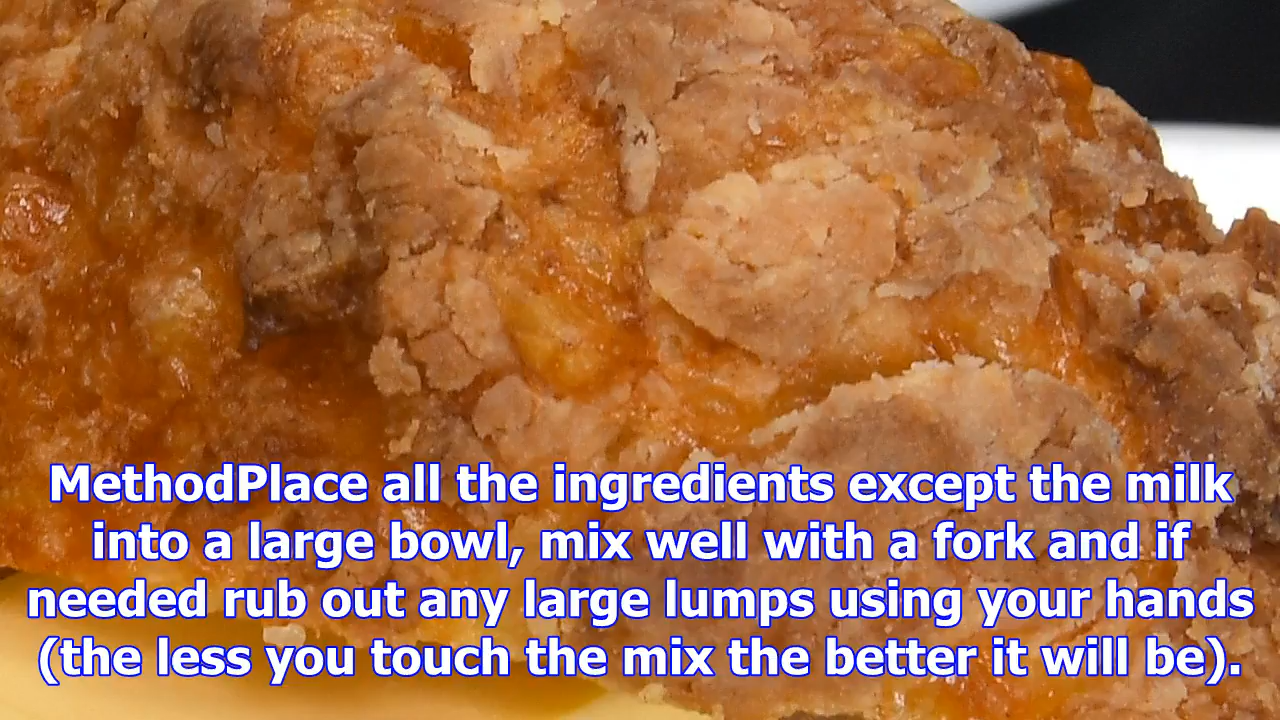 MethodPlace all the ingredients except the milk
into a large bowl, mix well with a fork and if
needed rub out any large lumps using your hands
(the less you touch the mix the better it will be).